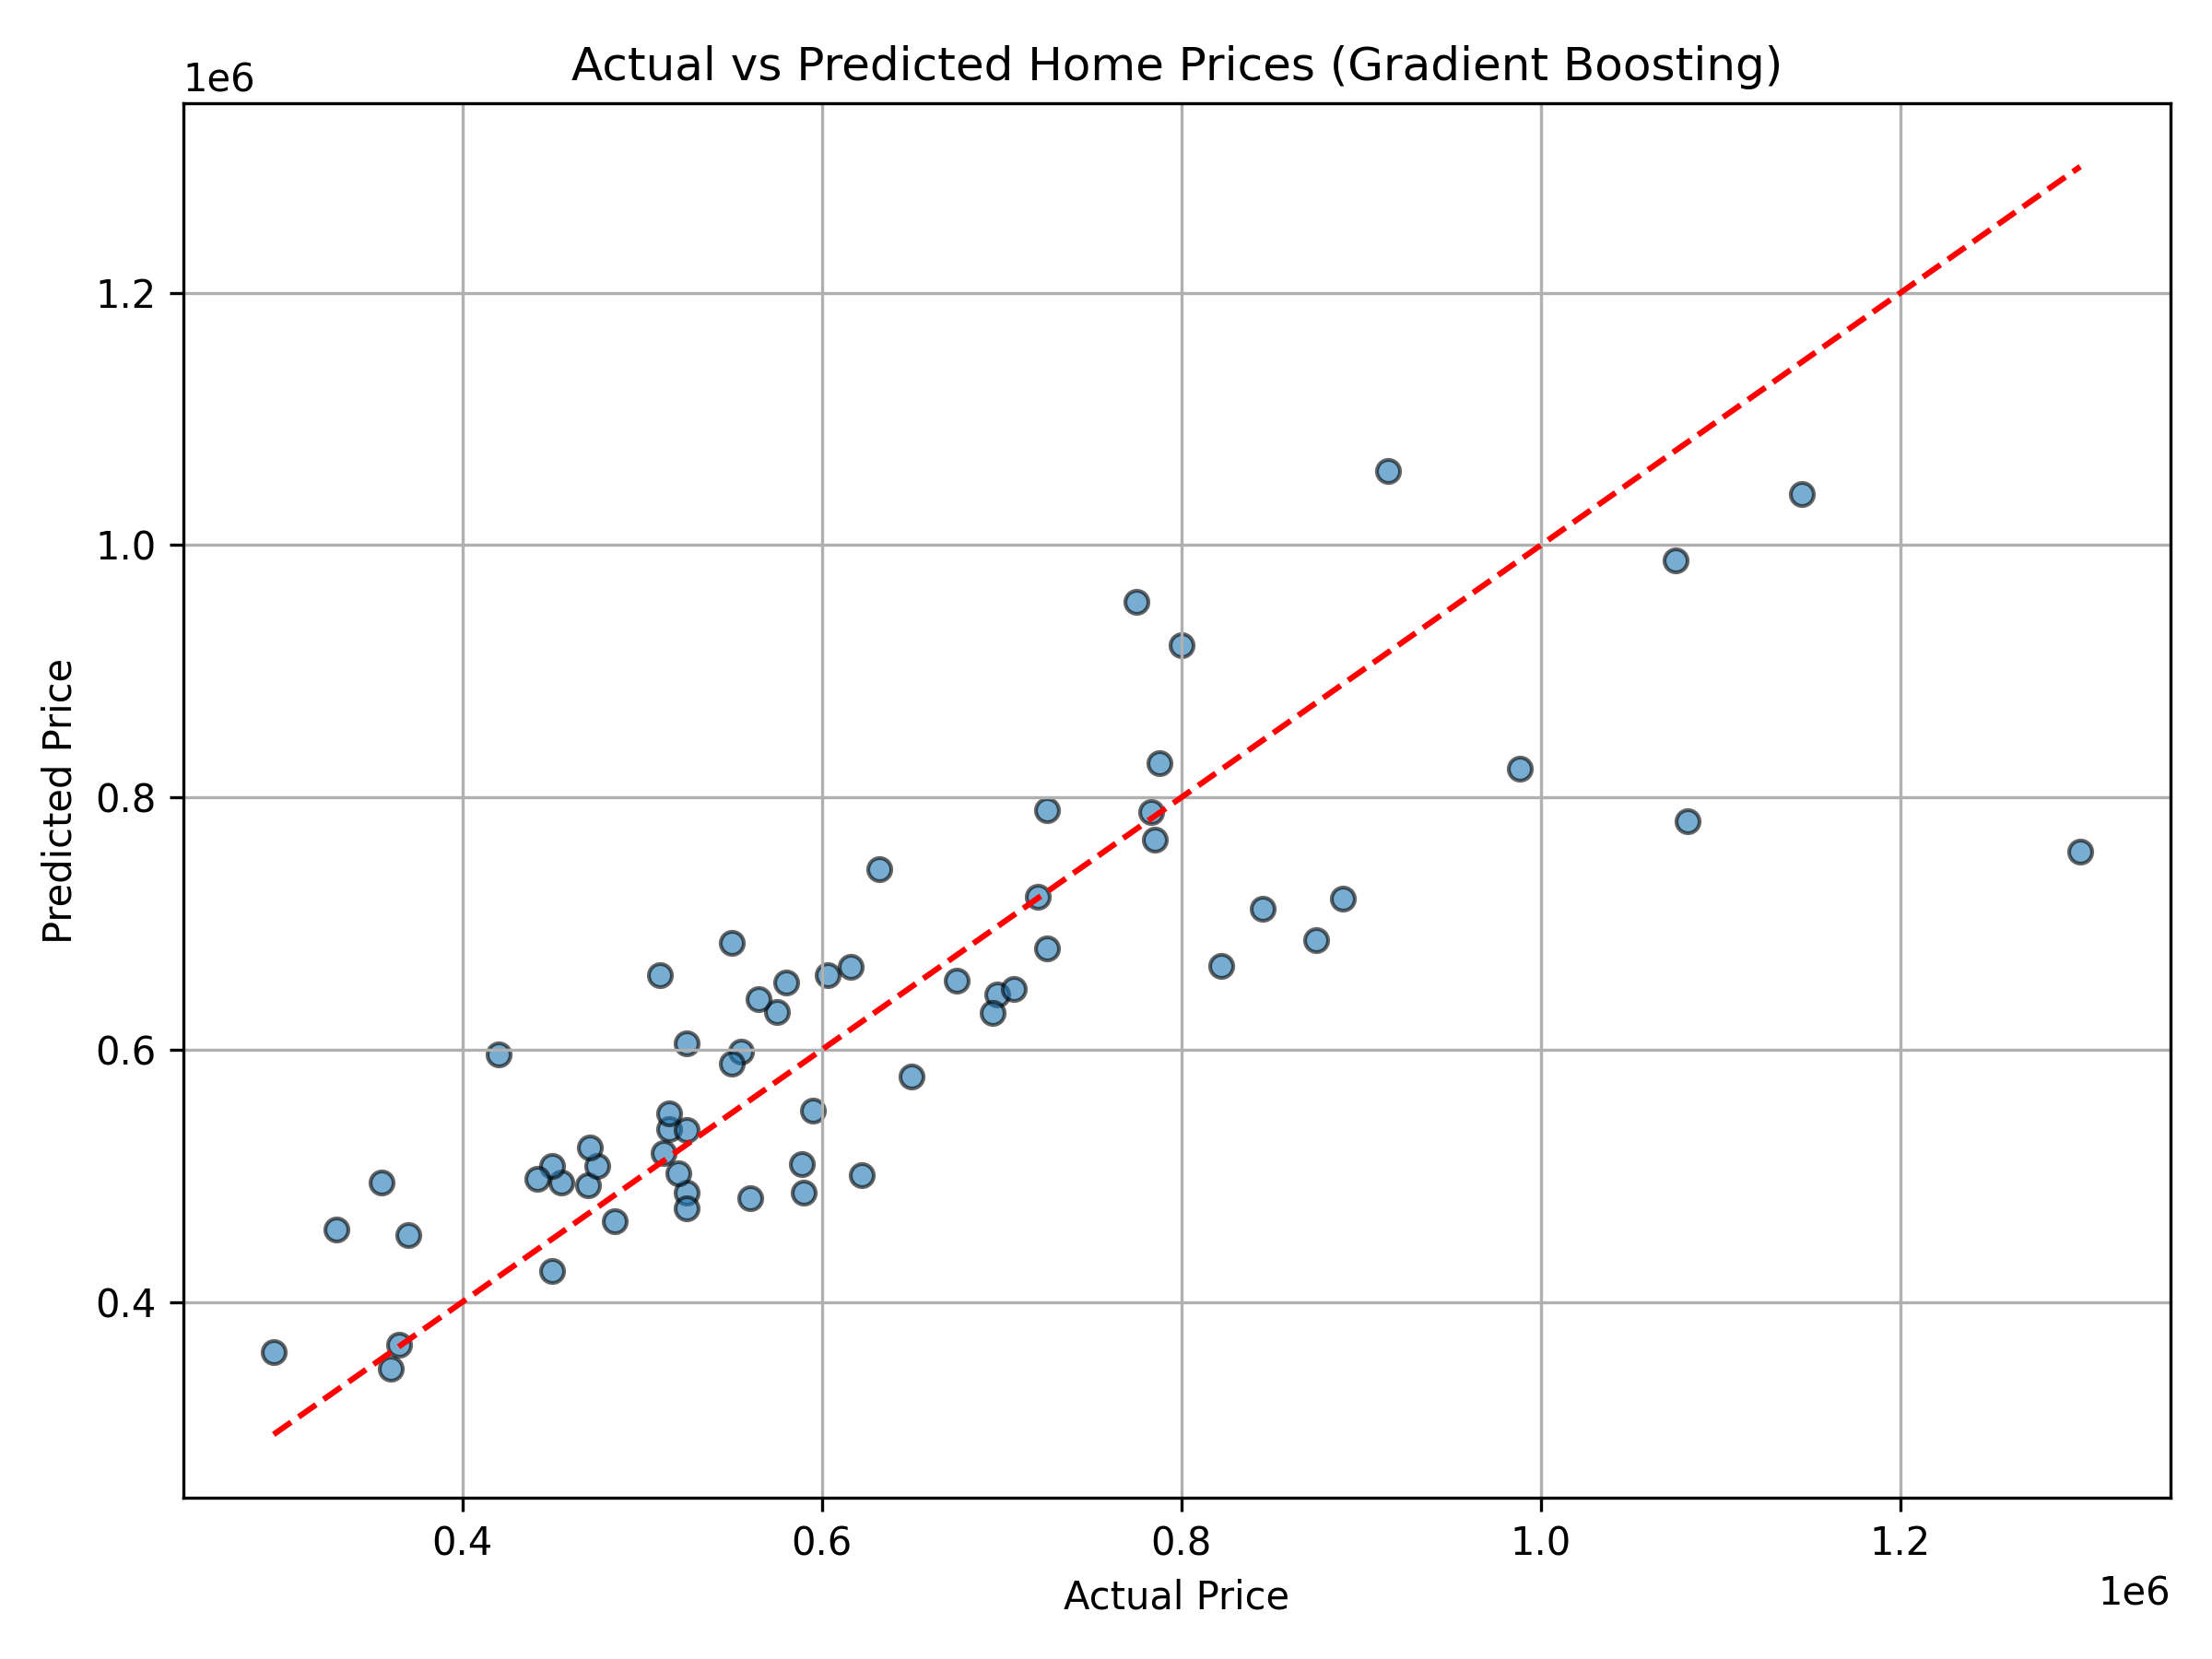 Actual vs Predicted Home Prices (Gradient Boosting)
1e6
1.2
1.0
0.8
0.6
0.4
Predicted Price
0.4 0.6 0.8 1.0 1.2
Actual Price
1e6